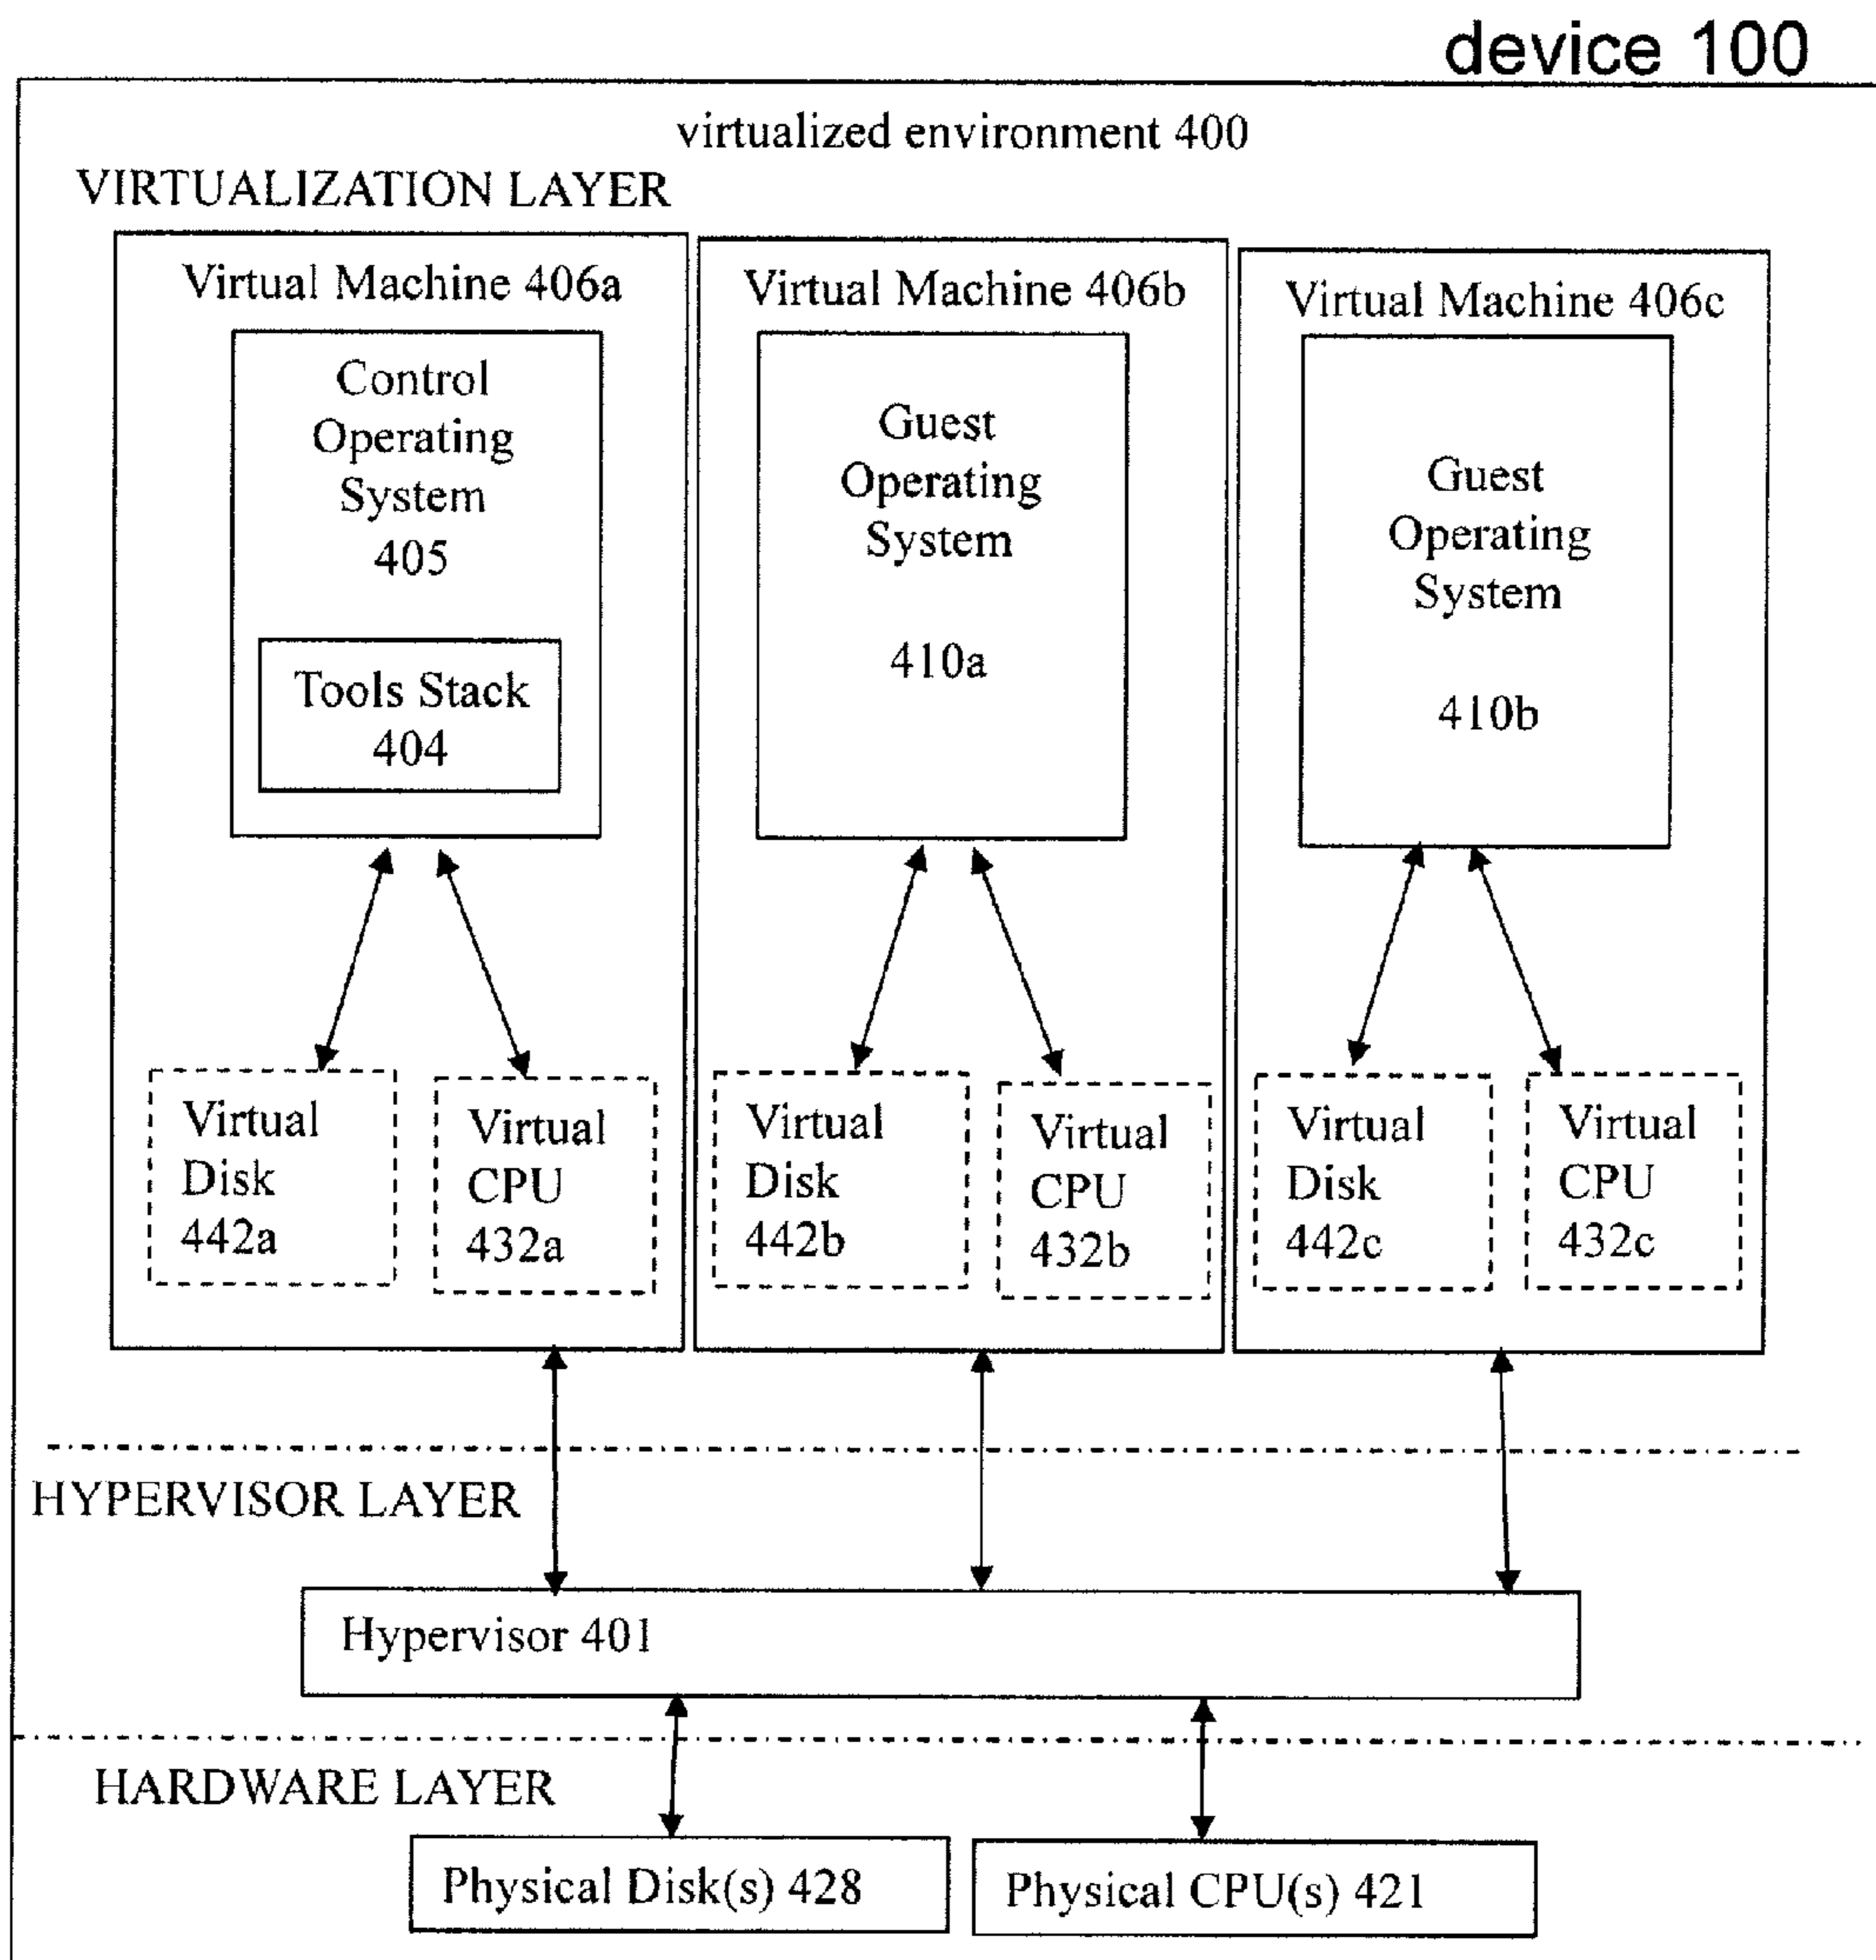 device 100
virtualized environment 400
VIRTUALIZATION LAYER
Virtual Machine 406a
Control
Operating
System
405
Tools Stack
404
Virtual
Disk
442a
Virtual
CPU
432a
Virtual Machine 406b
Guest
Operating
System
410a
Virtual
Disk
442b
Virtual
CPU
432b
Virtual Machine 406c
Guest
Operating
System
410b
Virtual
Disk
442c
Virtual
CPU
432c
HYPERVISOR LAYER
Hypervisor 401
HARDWARE LAYER
Physical Disk(s) 428
Physical CPU(s) 421